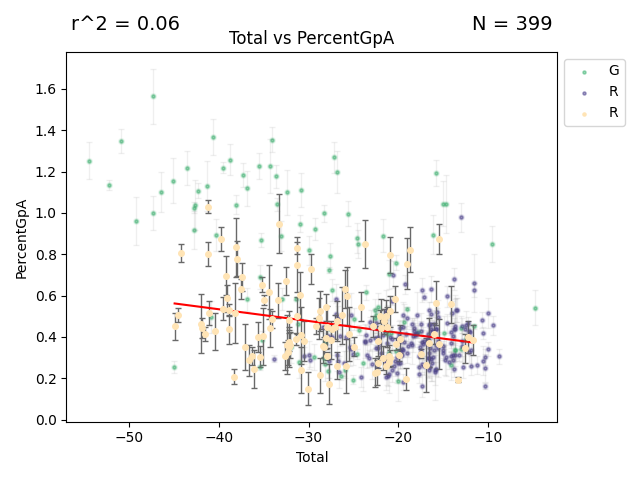 r^2 = 0.06
N = 399
Total vs PercentGpA
G
R
R
1.6
1.4
1.2
1.0
0.8
0.6
0.4
0.2
0.0
PercentGpA
−50
−40
−30
−20
−10
Total